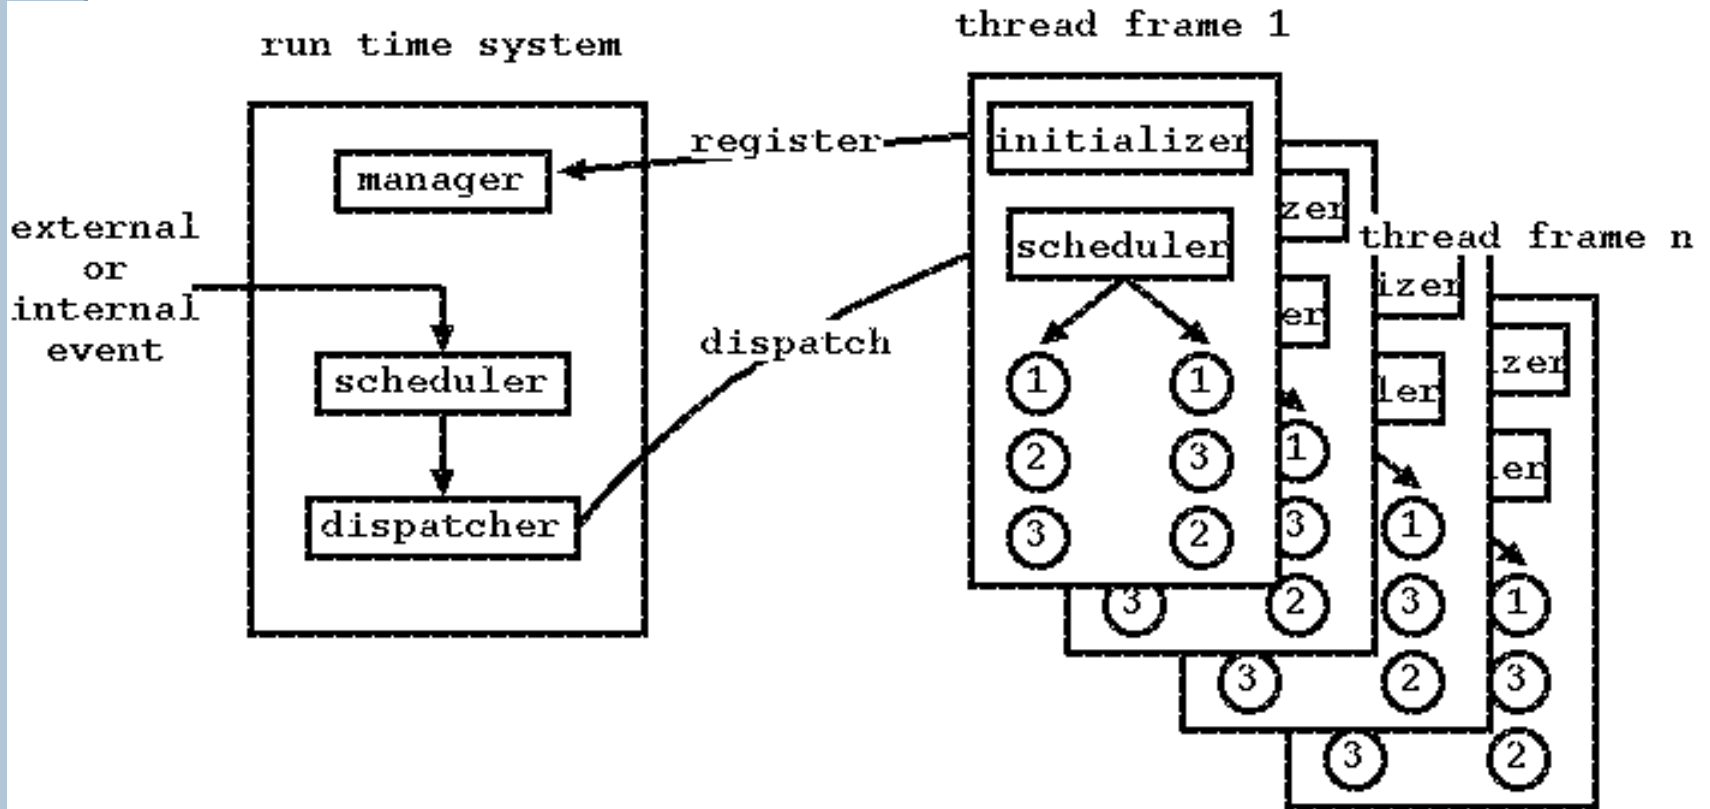 run time system
thread frame 1
register
initializer
manager
zer
external
or
internal
event
scheduler
thread frame n
izer
er
dispatch
scheduler
1
1
ler
zer
2
3
1
er
dispatcher
3
2
3
1
3
2
3
1
3
2
3
3
2